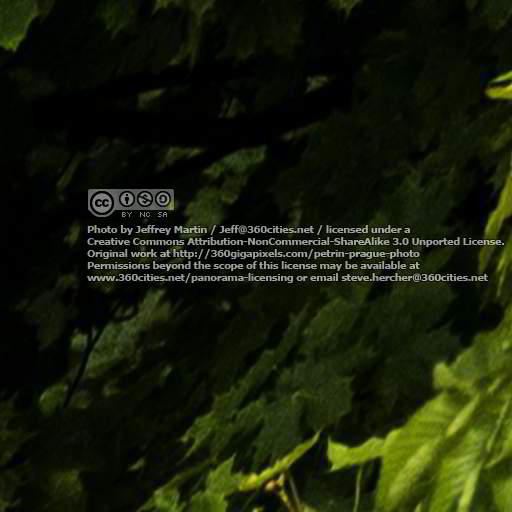 cc
BY NC SA
Photo by Jeffrey Martin / Jeff@360cities.net / licensed under a
Creative Commons Attribution-NonCommercial-ShareAlike 3.0 Unported License.
Original work at http://360gigapixels.com/petrin-prague-photo
Permissions beyond the scope of this license may be available at
www.360cities.net/panorama-licensing or email steve.hercher@360cities.net